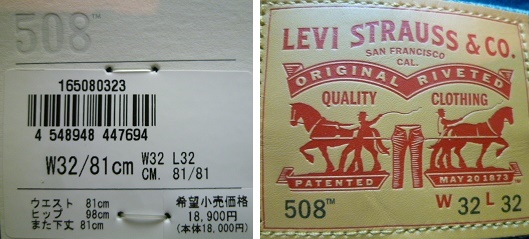 508™
165080323
4 548948 447694
W32/81cm W32 L32
CM. 81/81
ウエスト 81cm
ヒップ 98cm
また下丈 81cm
希望小売価格
18,900円
(本体18,000円)
LEVI STRAUSS & CO.
SAN FRANCISCO
CAL.
ORIGINAL RIVETED
QUALITY CLOTHING
PATENTED MAY 20 1873
508™ W 32 L 32